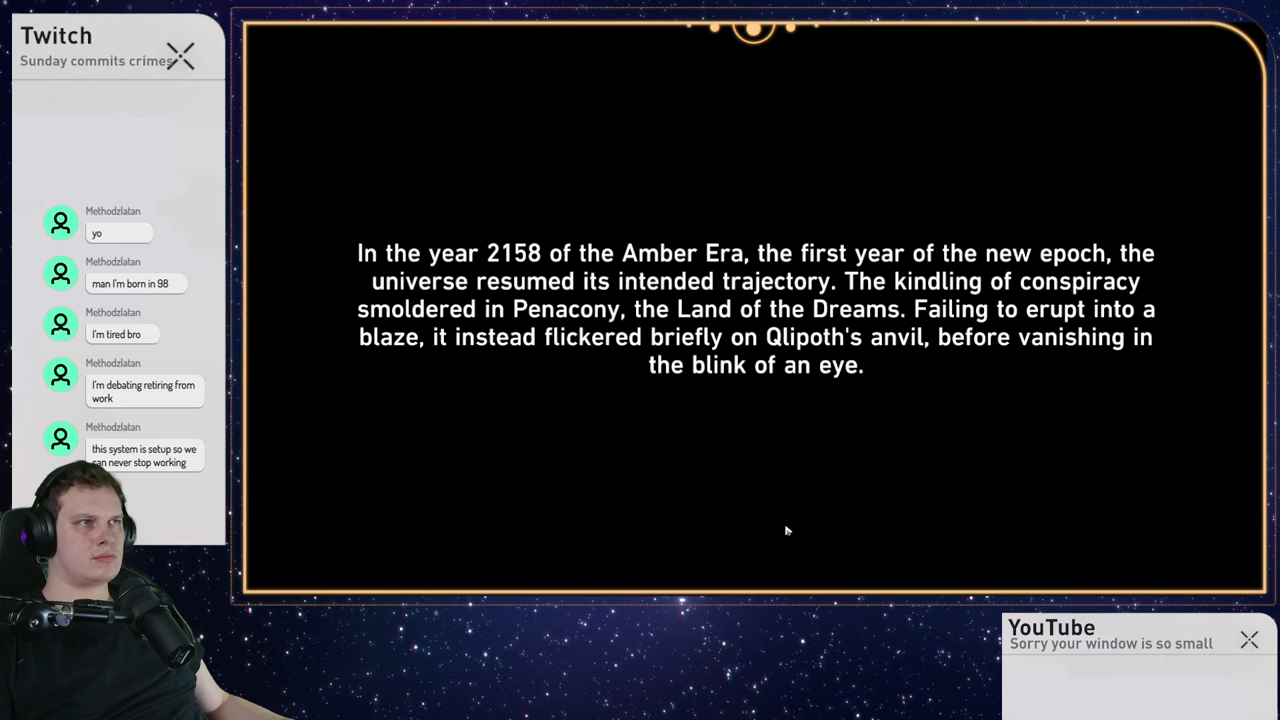 Twitch
Sunday commits crimes
Methodzlatan
yo
Methodzlatan
man I'm born in 98
Methodzlatan
I'm tired bro
Methodzlatan
I'm debating retiring from
work
Methodzlatan
this system is setup so we
can never stop working
In the year 2158 of the Amber Era, the first year of the new epoch, the
universe resumed its intended trajectory. The kindling of conspiracy
smoldered in Penacony, the Land of the Dreams. Failing to erupt into a
blaze, it instead flickered briefly on Qlipoth's anvil, before vanishing in
the blink of an eye.
YouTube
Sorry your window is so small